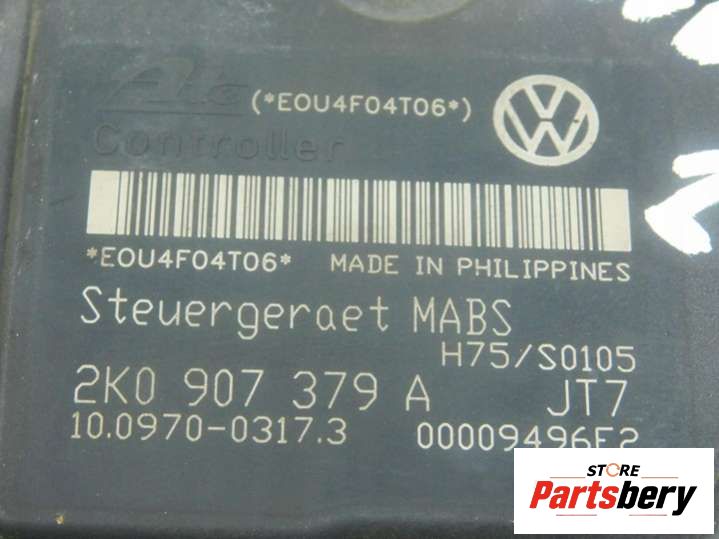 Ate (*EOU4F04T06*)
Controller
*EOU4F04T06* MADE IN PHILIPPINES
Steuergeraet MABS
H75/S0105
2K0 907 379 A JT7
10.0970-0317.3 00009496E2
STORE
Partsbery